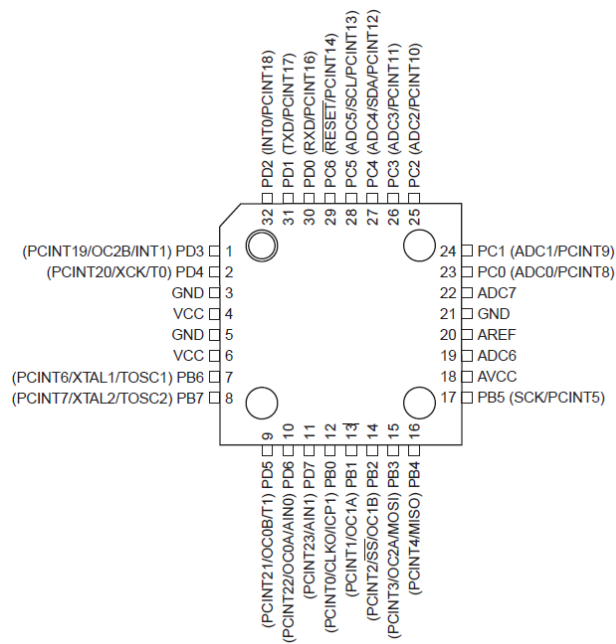 PD2 (INT0/PCINT18)
PD1 (TXD/PCINT17)
PD0 (RXD/PCINT16)
PC6 (RESET/PCINT14)
PC5 (ADC5/SCL/PCINT13)
PC4 (ADC4/SDA/PCINT12)
PC3 (ADC3/PCINT11)
PC2 (ADC2/PCINT10)
32
31
30
29
28
27
26
25
(PCINT19/OC2B/INT1) PD3 1
(PCINT20/XCK/T0) PD4 2
GND 3
VCC 4
GND 5
VCC 6
(PCINT6/XTAL1/TOSC1) PB6 7
(PCINT7/XTAL2/TOSC2) PB7 8
24 PC1 (ADC1/PCINT9)
23 PC0 (ADC0/PCINT8)
22 ADC7
21 GND
20 AREF
19 ADC6
18 AVCC
17 PB5 (SCK/PCINT5)
9
10
11
12
13
14
15
16
(PCINT21/OC0B/T1) PD5
(PCINT22/OC0A/AIN0) PD6
(PCINT23/AIN1) PD7
(PCINT0/CLKO/ICP1) PB0
(PCINT1/OC1A) PB1
(PCINT2/SS/OC1B) PB2
(PCINT3/OC2A/MOSI) PB3
(PCINT4/MISO) PB4